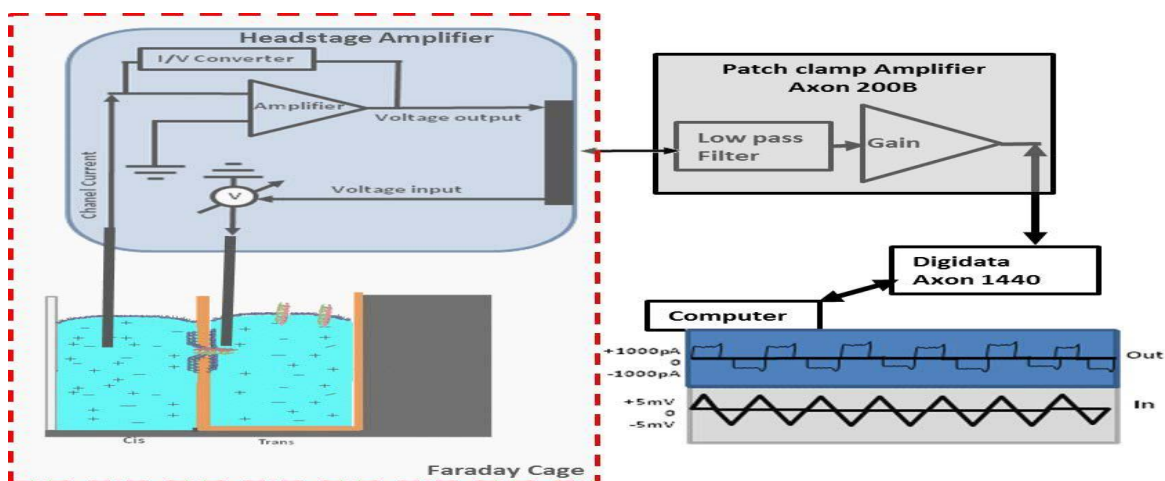 Headstage Amplifier
I/V Converter
Amplifier
Voltage output
Chanel Current
V
Voltage input
Cis
Trans
Faraday Cage
Patch clamp Amplifier
Axon 200B
Low pass
Filter
Gain
Digidata
Axon 1440
Computer
+1000pA
0
-1000pA
Out
+5mV
0
-5mV
In